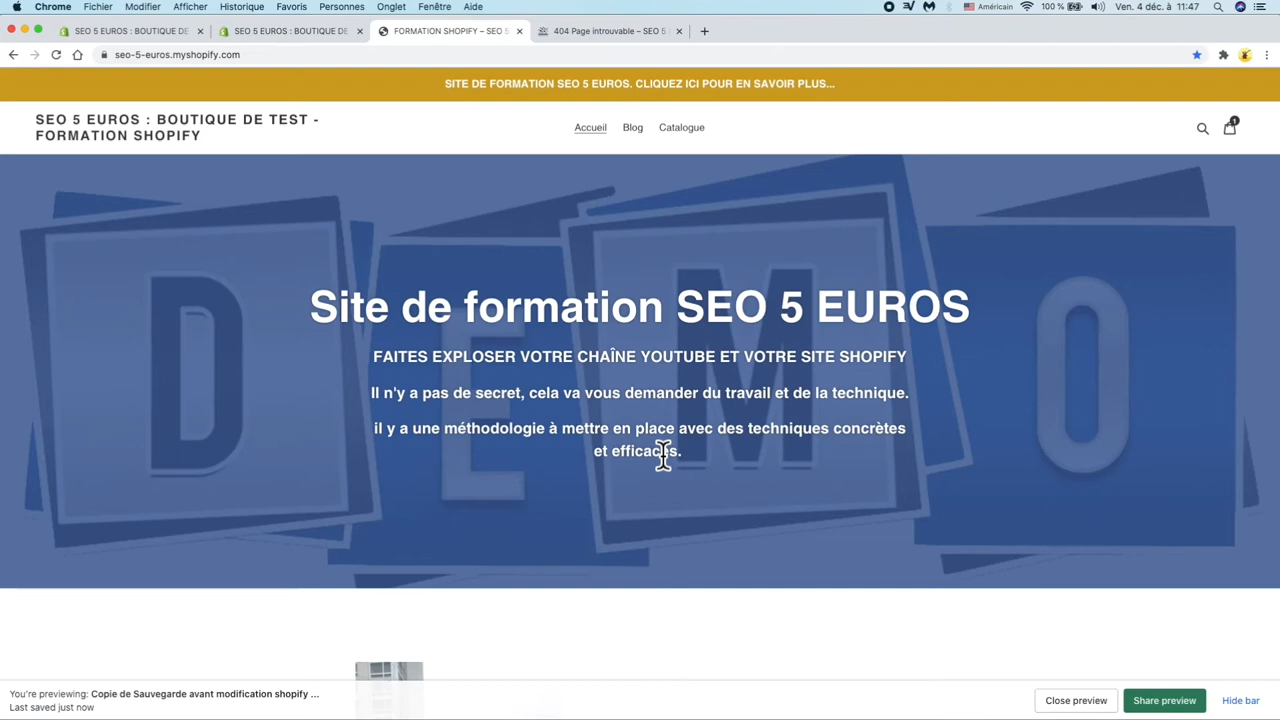 Chrome Fichier Modifier Afficher Historique Favoris Personnes Onglet Fenêtre Aide Américain 100 % Ven. 4 déc. à 11:47
SEO 5 EUROS : BOUTIQUE DE SEO 5 EUROS : BOUTIQUE DE FORMATION SHOPIFY – SEO 5 404 Page introuvable – SEO 5
seo-5-euros.myshopify.com
SITE DE FORMATION SEO 5 EUROS. CLIQUEZ ICI POUR EN SAVOIR PLUS...
SEO 5 EUROS : BOUTIQUE DE TEST -
FORMATION SHOPIFY
Accueil Blog Catalogue
1
DEMO
Site de formation SEO 5 EUROS
FAITES EXPLOSER VOTRE CHAÎNE YOUTUBE ET VOTRE SITE SHOPIFY
Il n'y a pas de secret, cela va vous demander du travail et de la technique.
il y a une méthodologie à mettre en place avec des techniques concrètes
et efficaces.
You're previewing: Copie de Sauvegarde avant modification shopify ...
Last saved just now
Close preview Share preview Hide bar